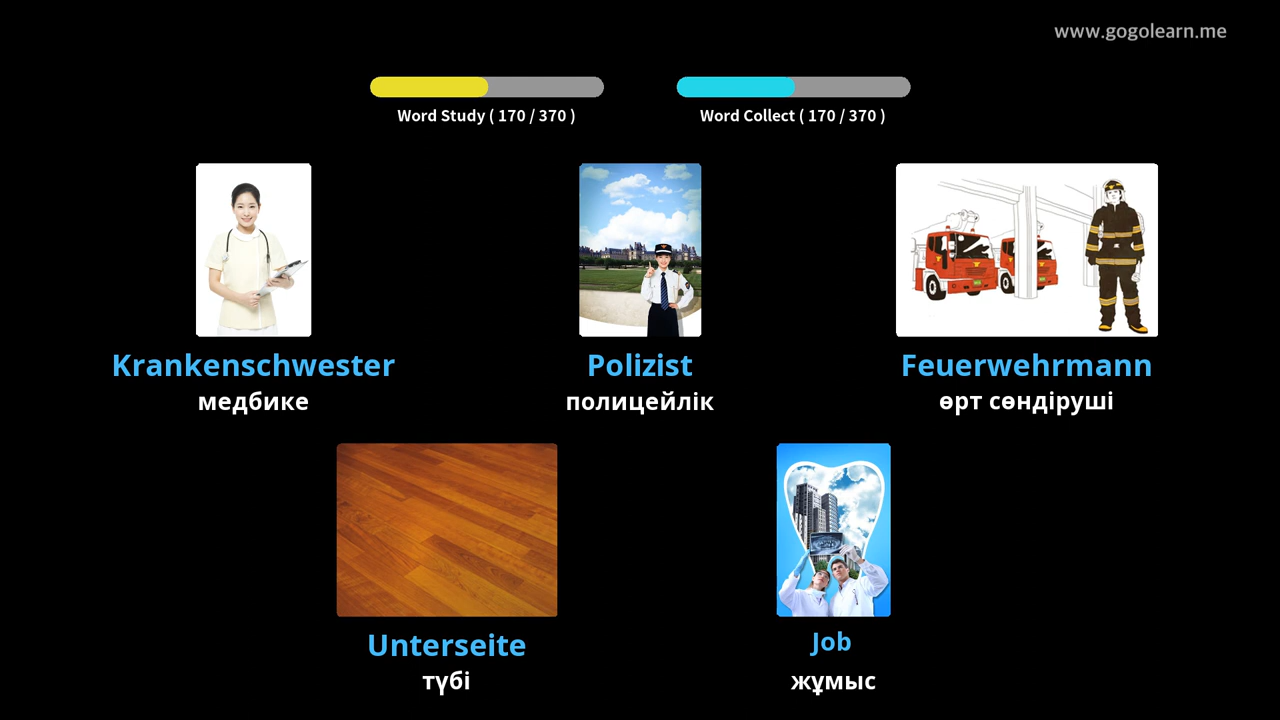 www.gogolearn.me
Word Study ( 170 / 370 )
Word Collect ( 170 / 370 )
Krankenschwester
медбике
Polizist
полицейлік
Feuerwehrmann
өрт сөндіруші
Unterseite
түбі
Job
жұмыс